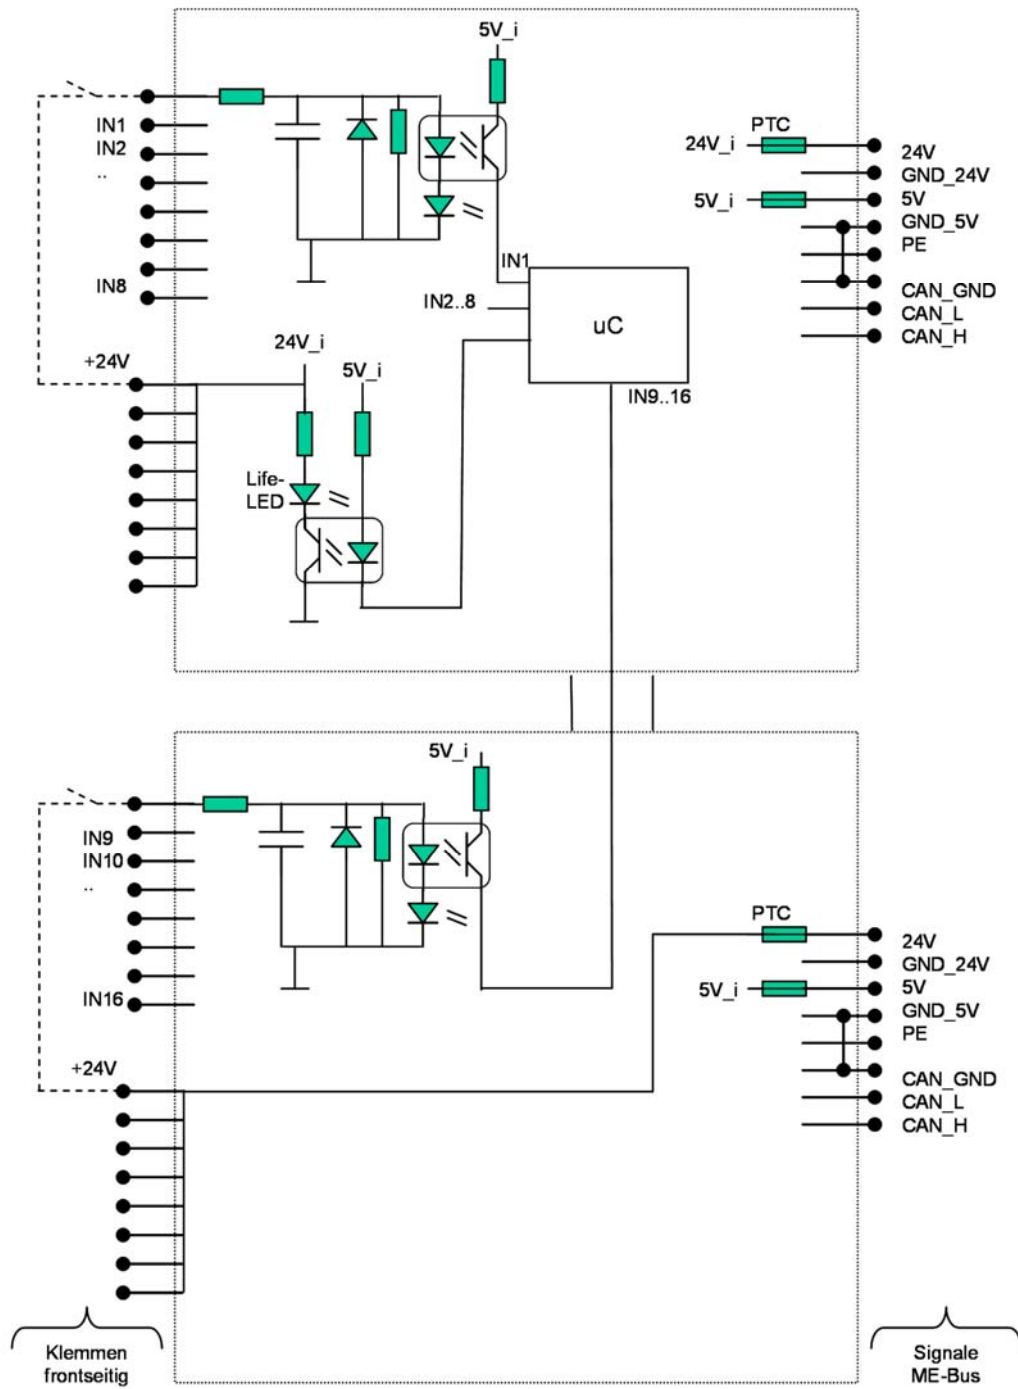 5V_i
IN1
IN2
..
IN8
PTC
24V_i
5V_i
24V
GND_24V
5V
GND_5V
PE
CAN_GND
CAN_L
CAN_H
IN1
IN2..8
uC
IN9..16
+24V
24V_i
5V_i
Life-
LED
5V_i
IN9
IN10
..
IN16
PTC
5V_i
24V
GND_24V
5V
GND_5V
PE
CAN_GND
CAN_L
CAN_H
+24V
Klemmen
frontseitig
Signale
ME-Bus